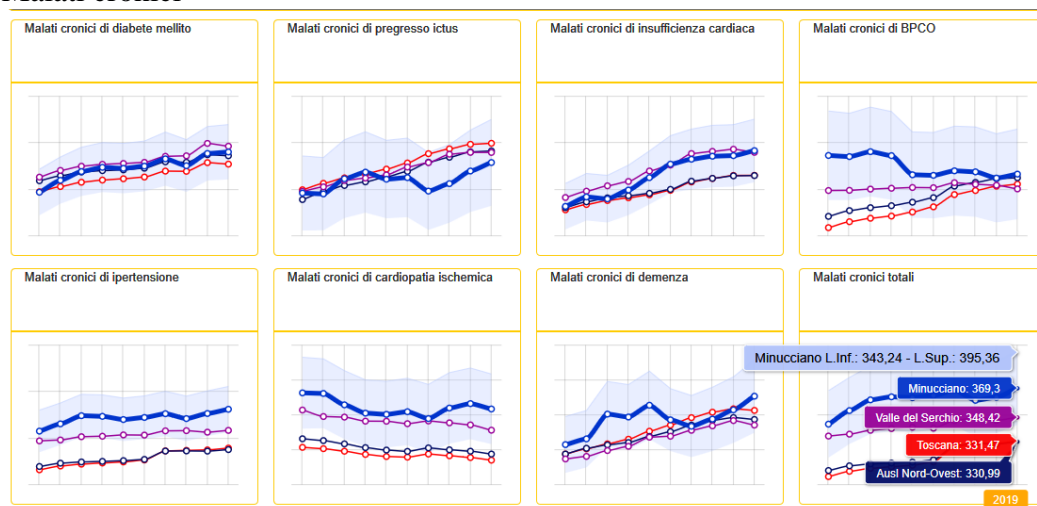 Malati cronici
Malati cronici di diabete mellito
Malati cronici di pregresso ictus
Malati cronici di insufficienza cardiaca
Malati cronici di BPCO
Malati cronici di ipertensione
Malati cronici di cardiopatia ischemica
Malati cronici di demenza
Malati cronici totali
Minucciano L.Inf.: 343,24 - L.Sup.: 395,36
Minucciano: 369,3
Valle del Serchio: 348,42
Toscana: 331,47
Ausl Nord-Ovest: 330,99
2019